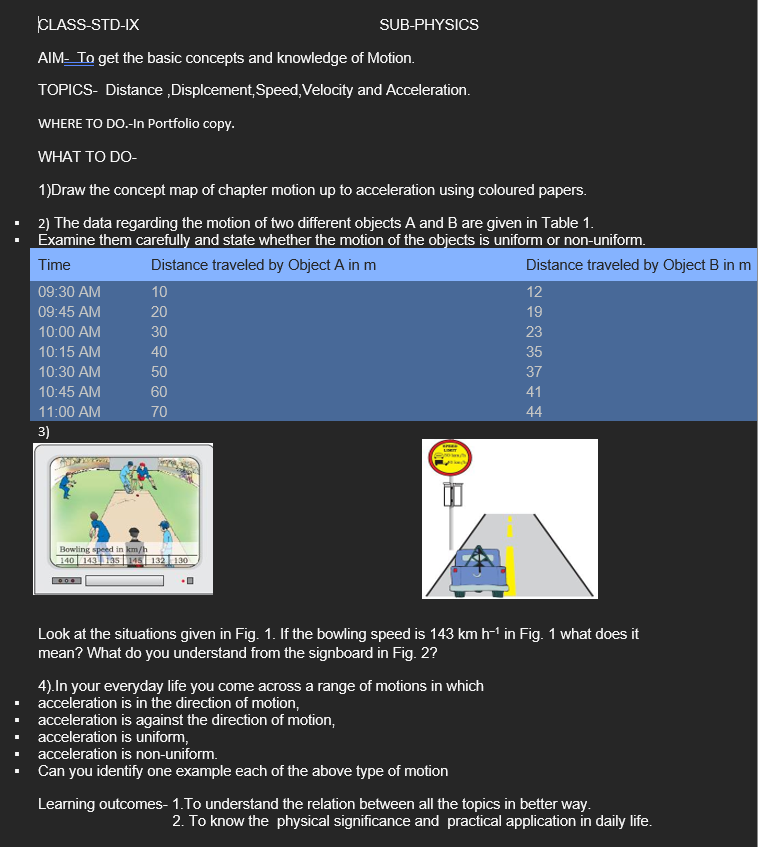 CLASS-STD-IX SUB-PHYSICS
AIM- To get the basic concepts and knowledge of Motion.
TOPICS- Distance ,Displcement,Speed,Velocity and Acceleration.
WHERE TO DO.-In Portfolio copy.
WHAT TO DO-
1)Draw the concept map of chapter motion up to acceleration using coloured papers.
▪ 2) The data regarding the motion of two different objects A and B are given in Table 1.
▪ Examine them carefully and state whether the motion of the objects is uniform or non-uniform.
Time Distance traveled by Object A in m Distance traveled by Object B in m
09:30 AM 10 12
09:45 AM 20 19
10:00 AM 30 23
10:15 AM 40 35
10:30 AM 50 37
10:45 AM 60 41
11:00 AM 70 44
3)
Bowling speed in km/h
140 143 135 145 132 130
SPEED
LIMIT
Look at the situations given in Fig. 1. If the bowling speed is 143 km h⁻¹ in Fig. 1 what does it
mean? What do you understand from the signboard in Fig. 2?
4).In your everyday life you come across a range of motions in which
▪ acceleration is in the direction of motion,
▪ acceleration is against the direction of motion,
▪ acceleration is uniform,
▪ acceleration is non-uniform.
▪ Can you identify one example each of the above type of motion
Learning outcomes- 1.To understand the relation between all the topics in better way.
2. To know the physical significance and practical application in daily life.